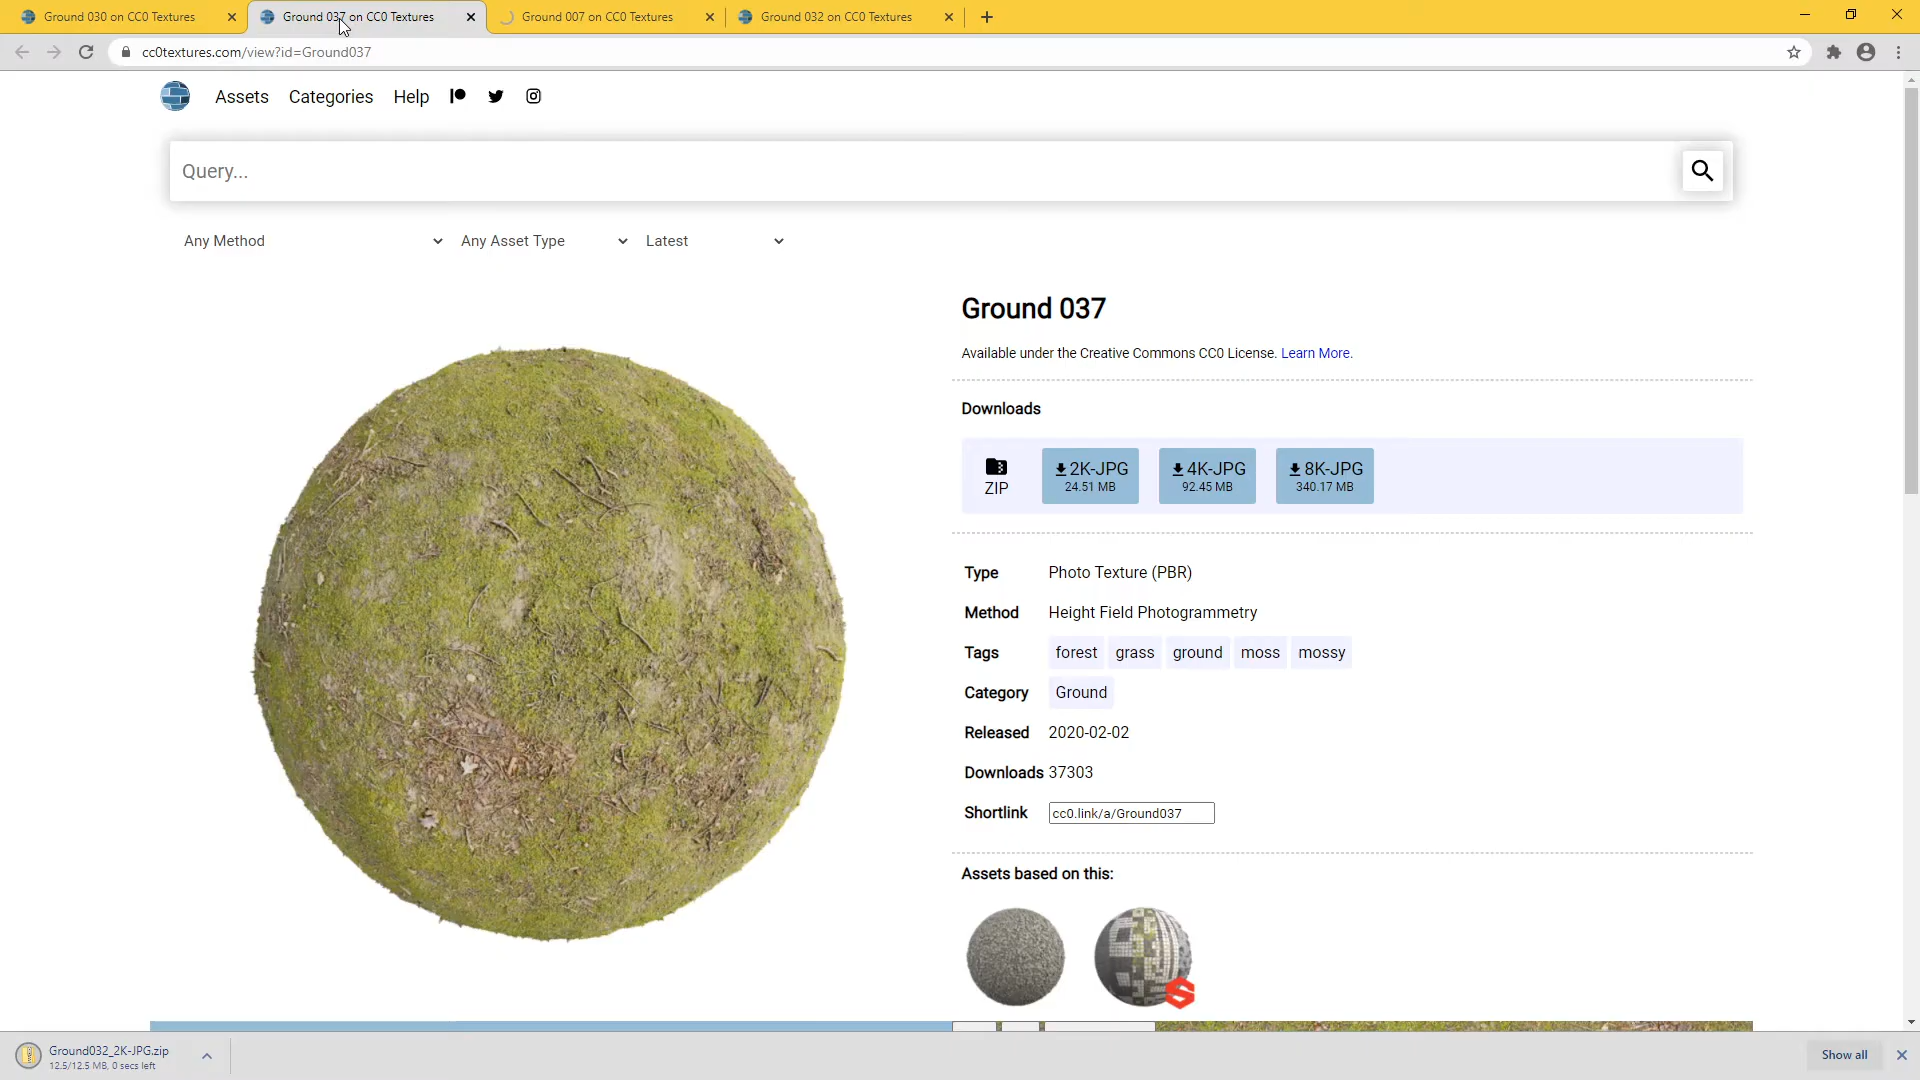 Ground 030 on CC0 Textures
Ground 037 on CC0 Textures
Ground 007 on CC0 Textures
Ground 032 on CC0 Textures
cc0textures.com/view?id=Ground037
Assets
Categories
Help
Query...
Any Method
Any Asset Type
Latest
Ground 037
Available under the Creative Commons CC0 License. Learn More.
Downloads
ZIP
2K-JPG
24.51 MB
4K-JPG
92.45 MB
8K-JPG
340.17 MB
Type Photo Texture (PBR)
Method Height Field Photogrammetry
Tags forest grass ground moss mossy
Category Ground
Released 2020-02-02
Downloads 37303
Shortlink cc0.link/a/Ground037
Assets based on this:
Ground032_2K-JPG.zip
12.5/12.5 MB, 0 secs left
Show all